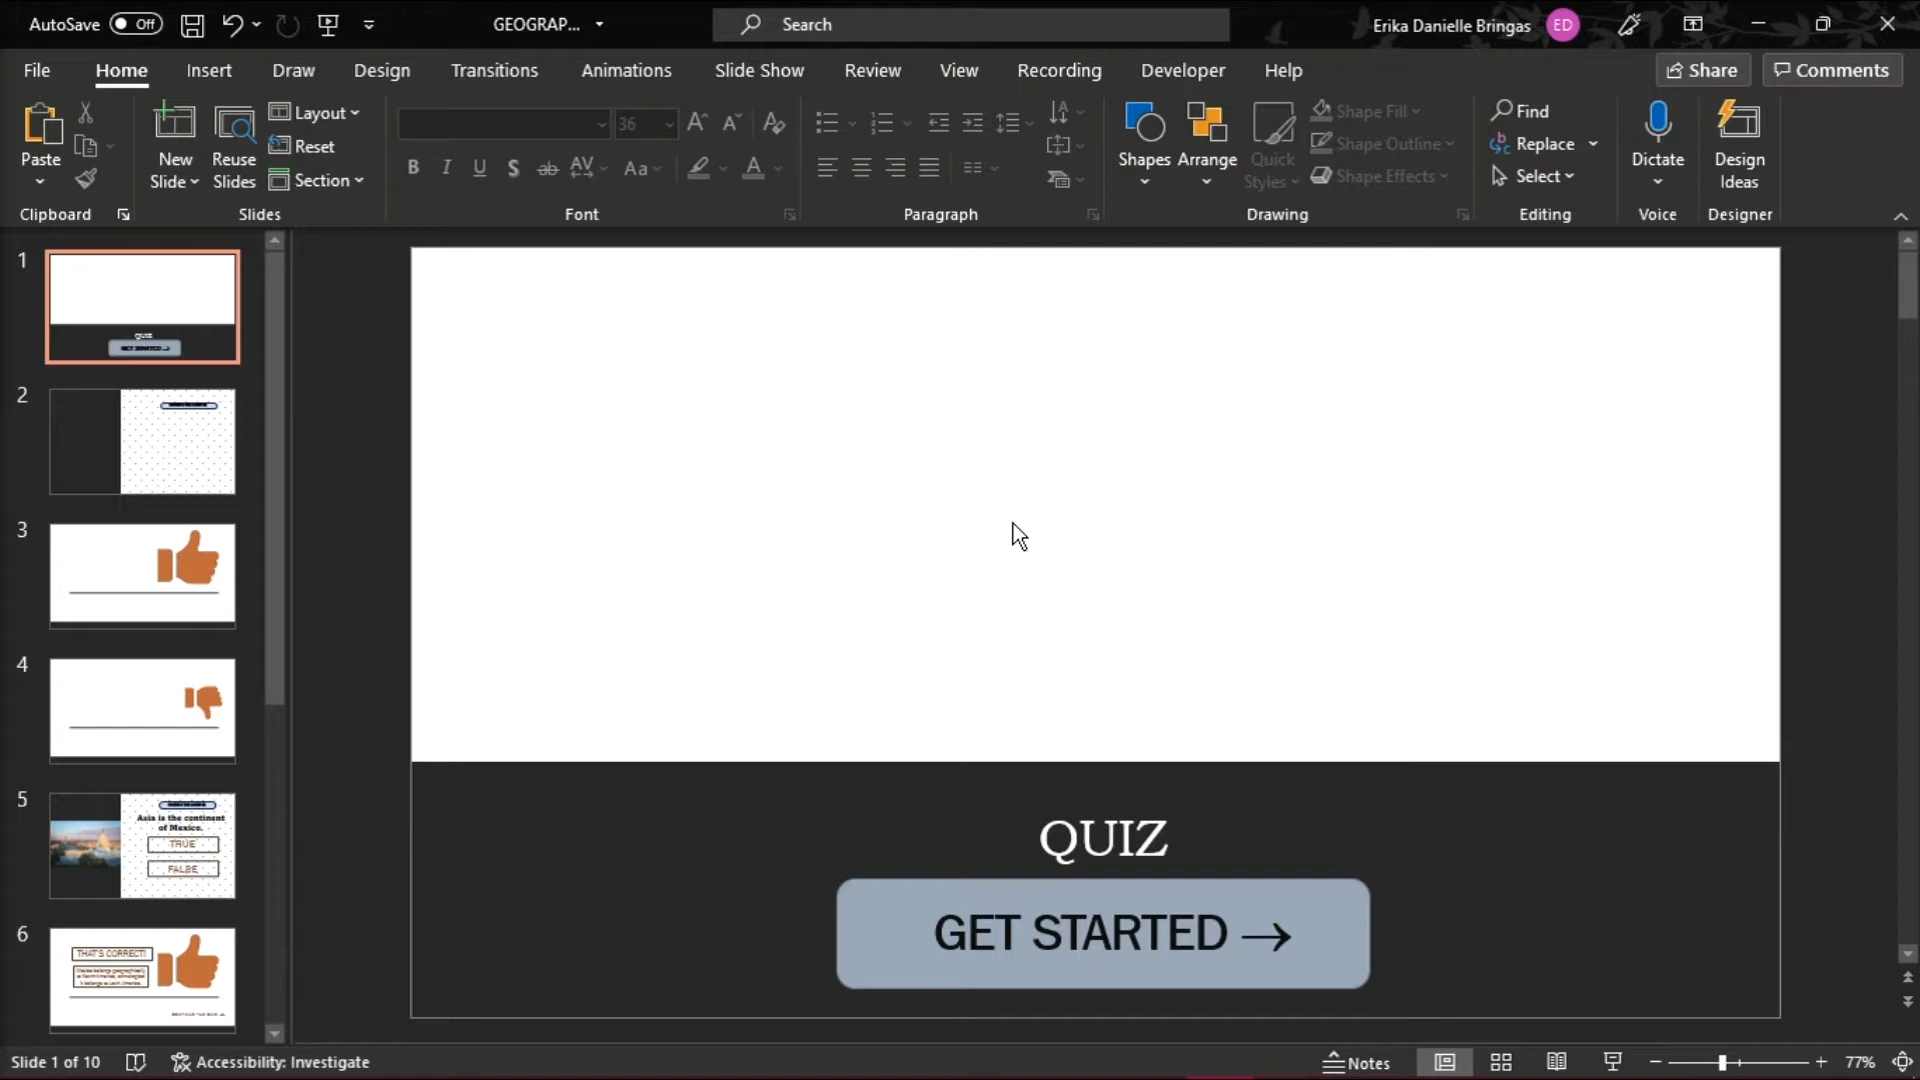 AutoSave Off
GEOGRAP...
Search
Erika Danielle Bringas ED
File Home Insert Draw Design Transitions Animations Slide Show Review View Recording Developer Help
Share
Comments
Paste
Clipboard
New Slide
Reuse Slides
Layout
Reset
Section
Slides
36
B I U S ab AV Aa A
Font
Paragraph
Shapes
Arrange
Quick Styles
Shape Fill
Shape Outline
Shape Effects
Drawing
Find
Replace
Select
Editing
Dictate
Voice
Design Ideas
Designer
1
QUIZ
2
3
4
5
Asia is the continent
of Mexico.
TRUE
FALSE
6
THAT'S CORRECT!
QUIZ
GET STARTED →
Slide 1 of 10
Accessibility: Investigate
Notes
77%